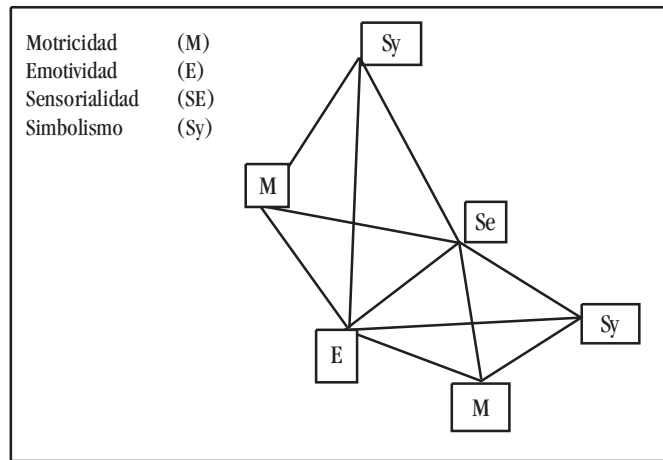 Motricidad (M)
Emotividad (E)
Sensorialidad (SE)
Simbolismo (Sy)
Sy
M
Se
Sy
E
M